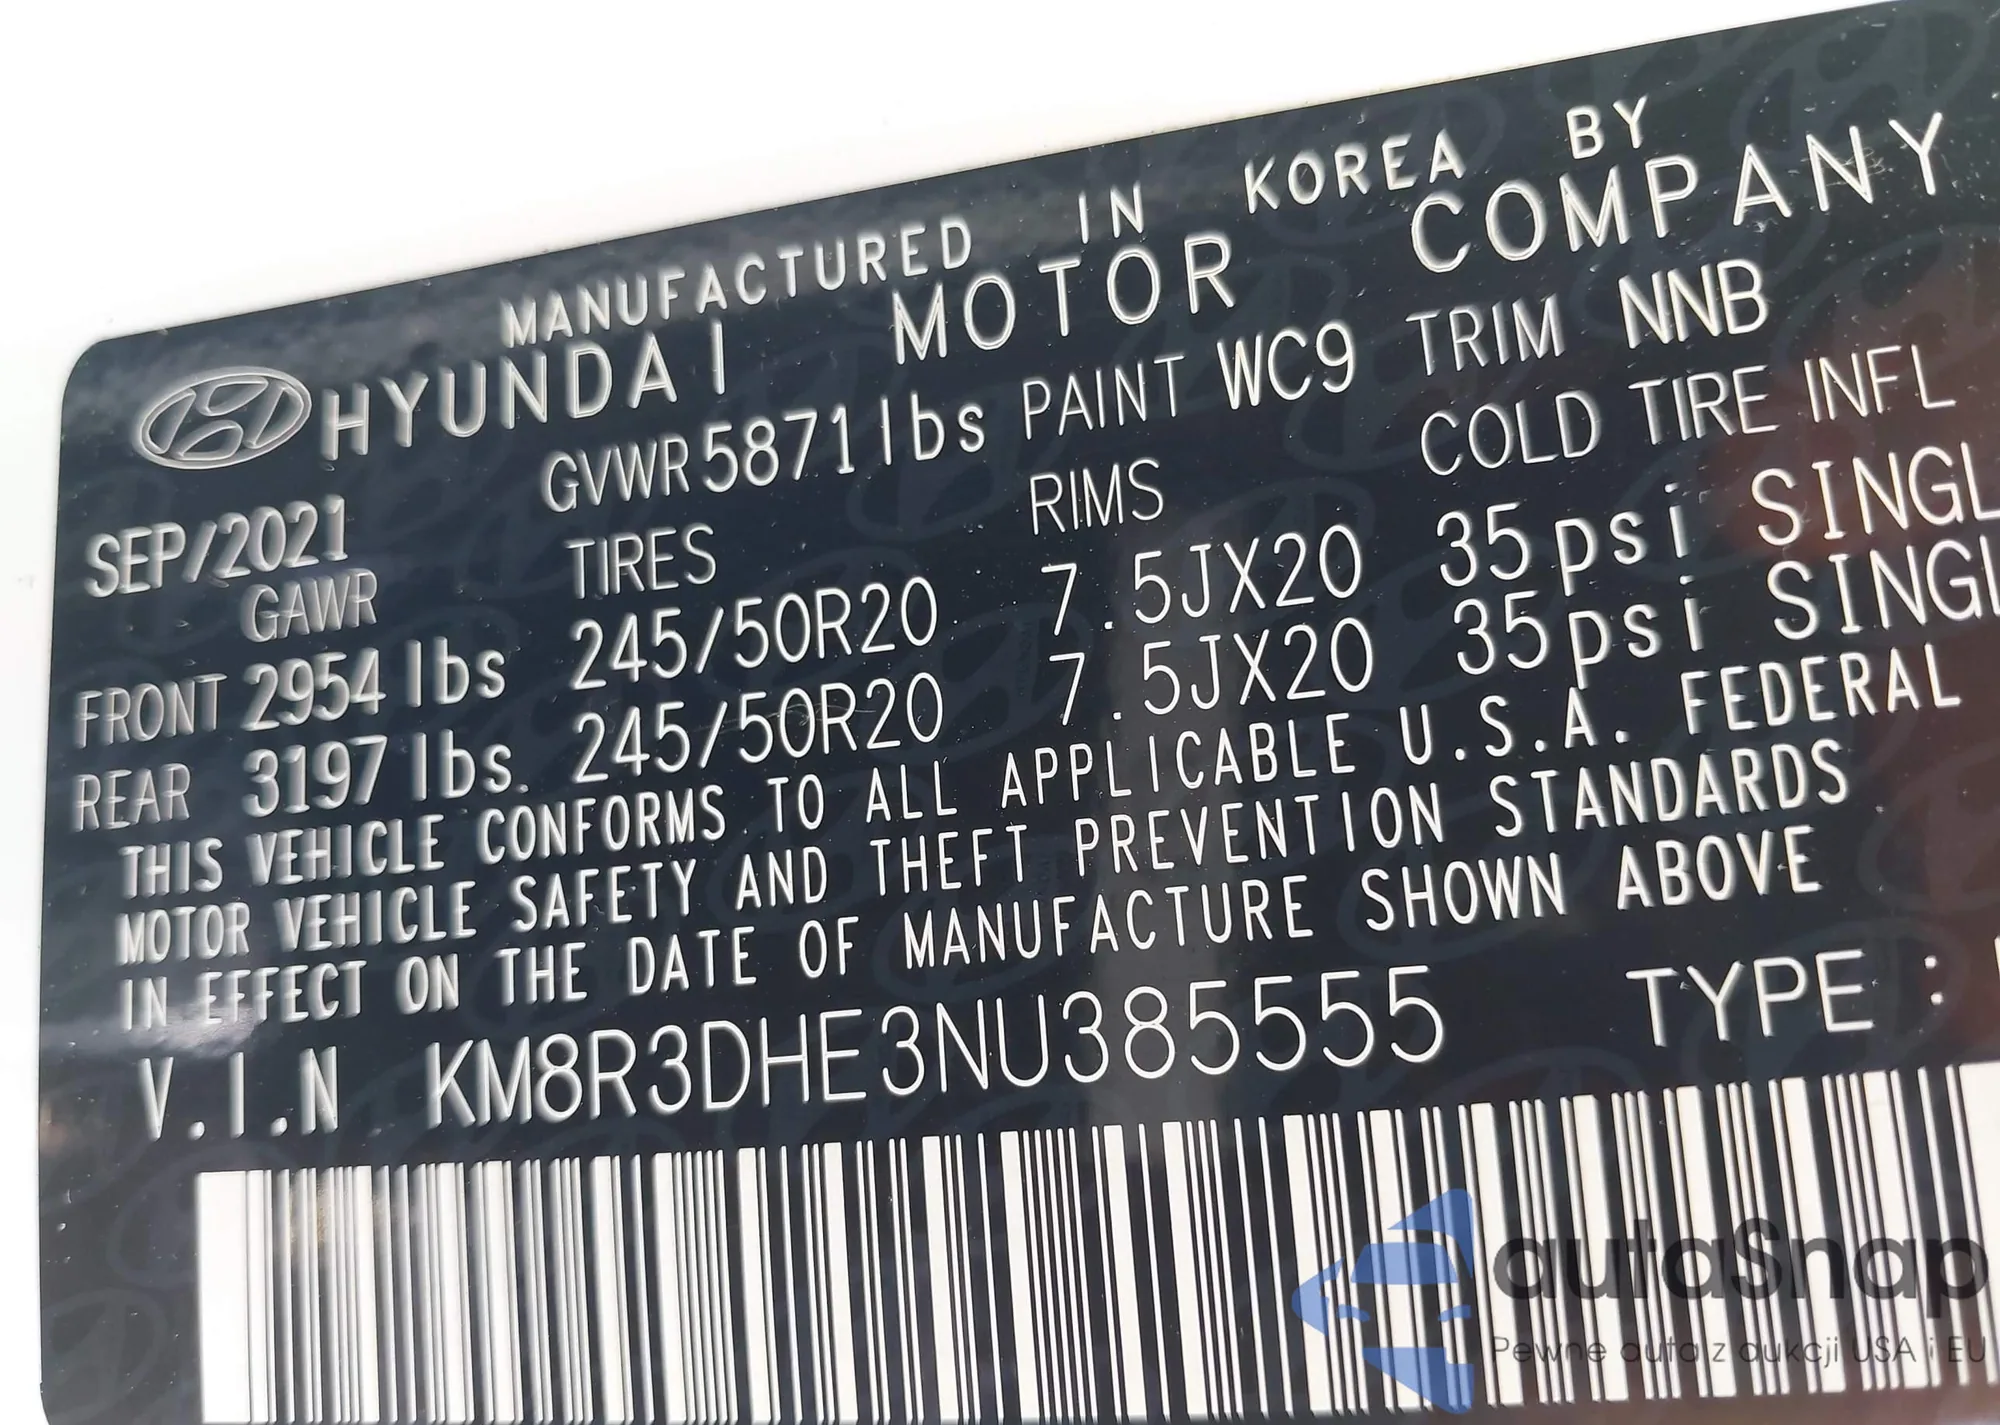 MANUFACTURED IN KOREA BY
HYUNDAI MOTOR COMPANY
SEP/2021 GVWR 5871 lbs PAINT WC9 TRIM NNB
GAWR TIRES RIMS COLD TIRE INFL
FRONT 2954 lbs 245/50R20 7.5JX20 35psi SINGL
REAR 3197 lbs. 245/50R20 7.5JX20 35psi SINGL
THIS VEHICLE CONFORMS TO ALL APPLICABLE U.S.A. FEDERAL
MOTOR VEHICLE SAFETY AND THEFT PREVENTION STANDARDS
IN EFFECT ON THE DATE OF MANUFACTURE SHOWN ABOVE
V.I.N KM8R3DHE3NU385555 TYPE :
autaSnap
Pewne auta z aukcji USA i EU